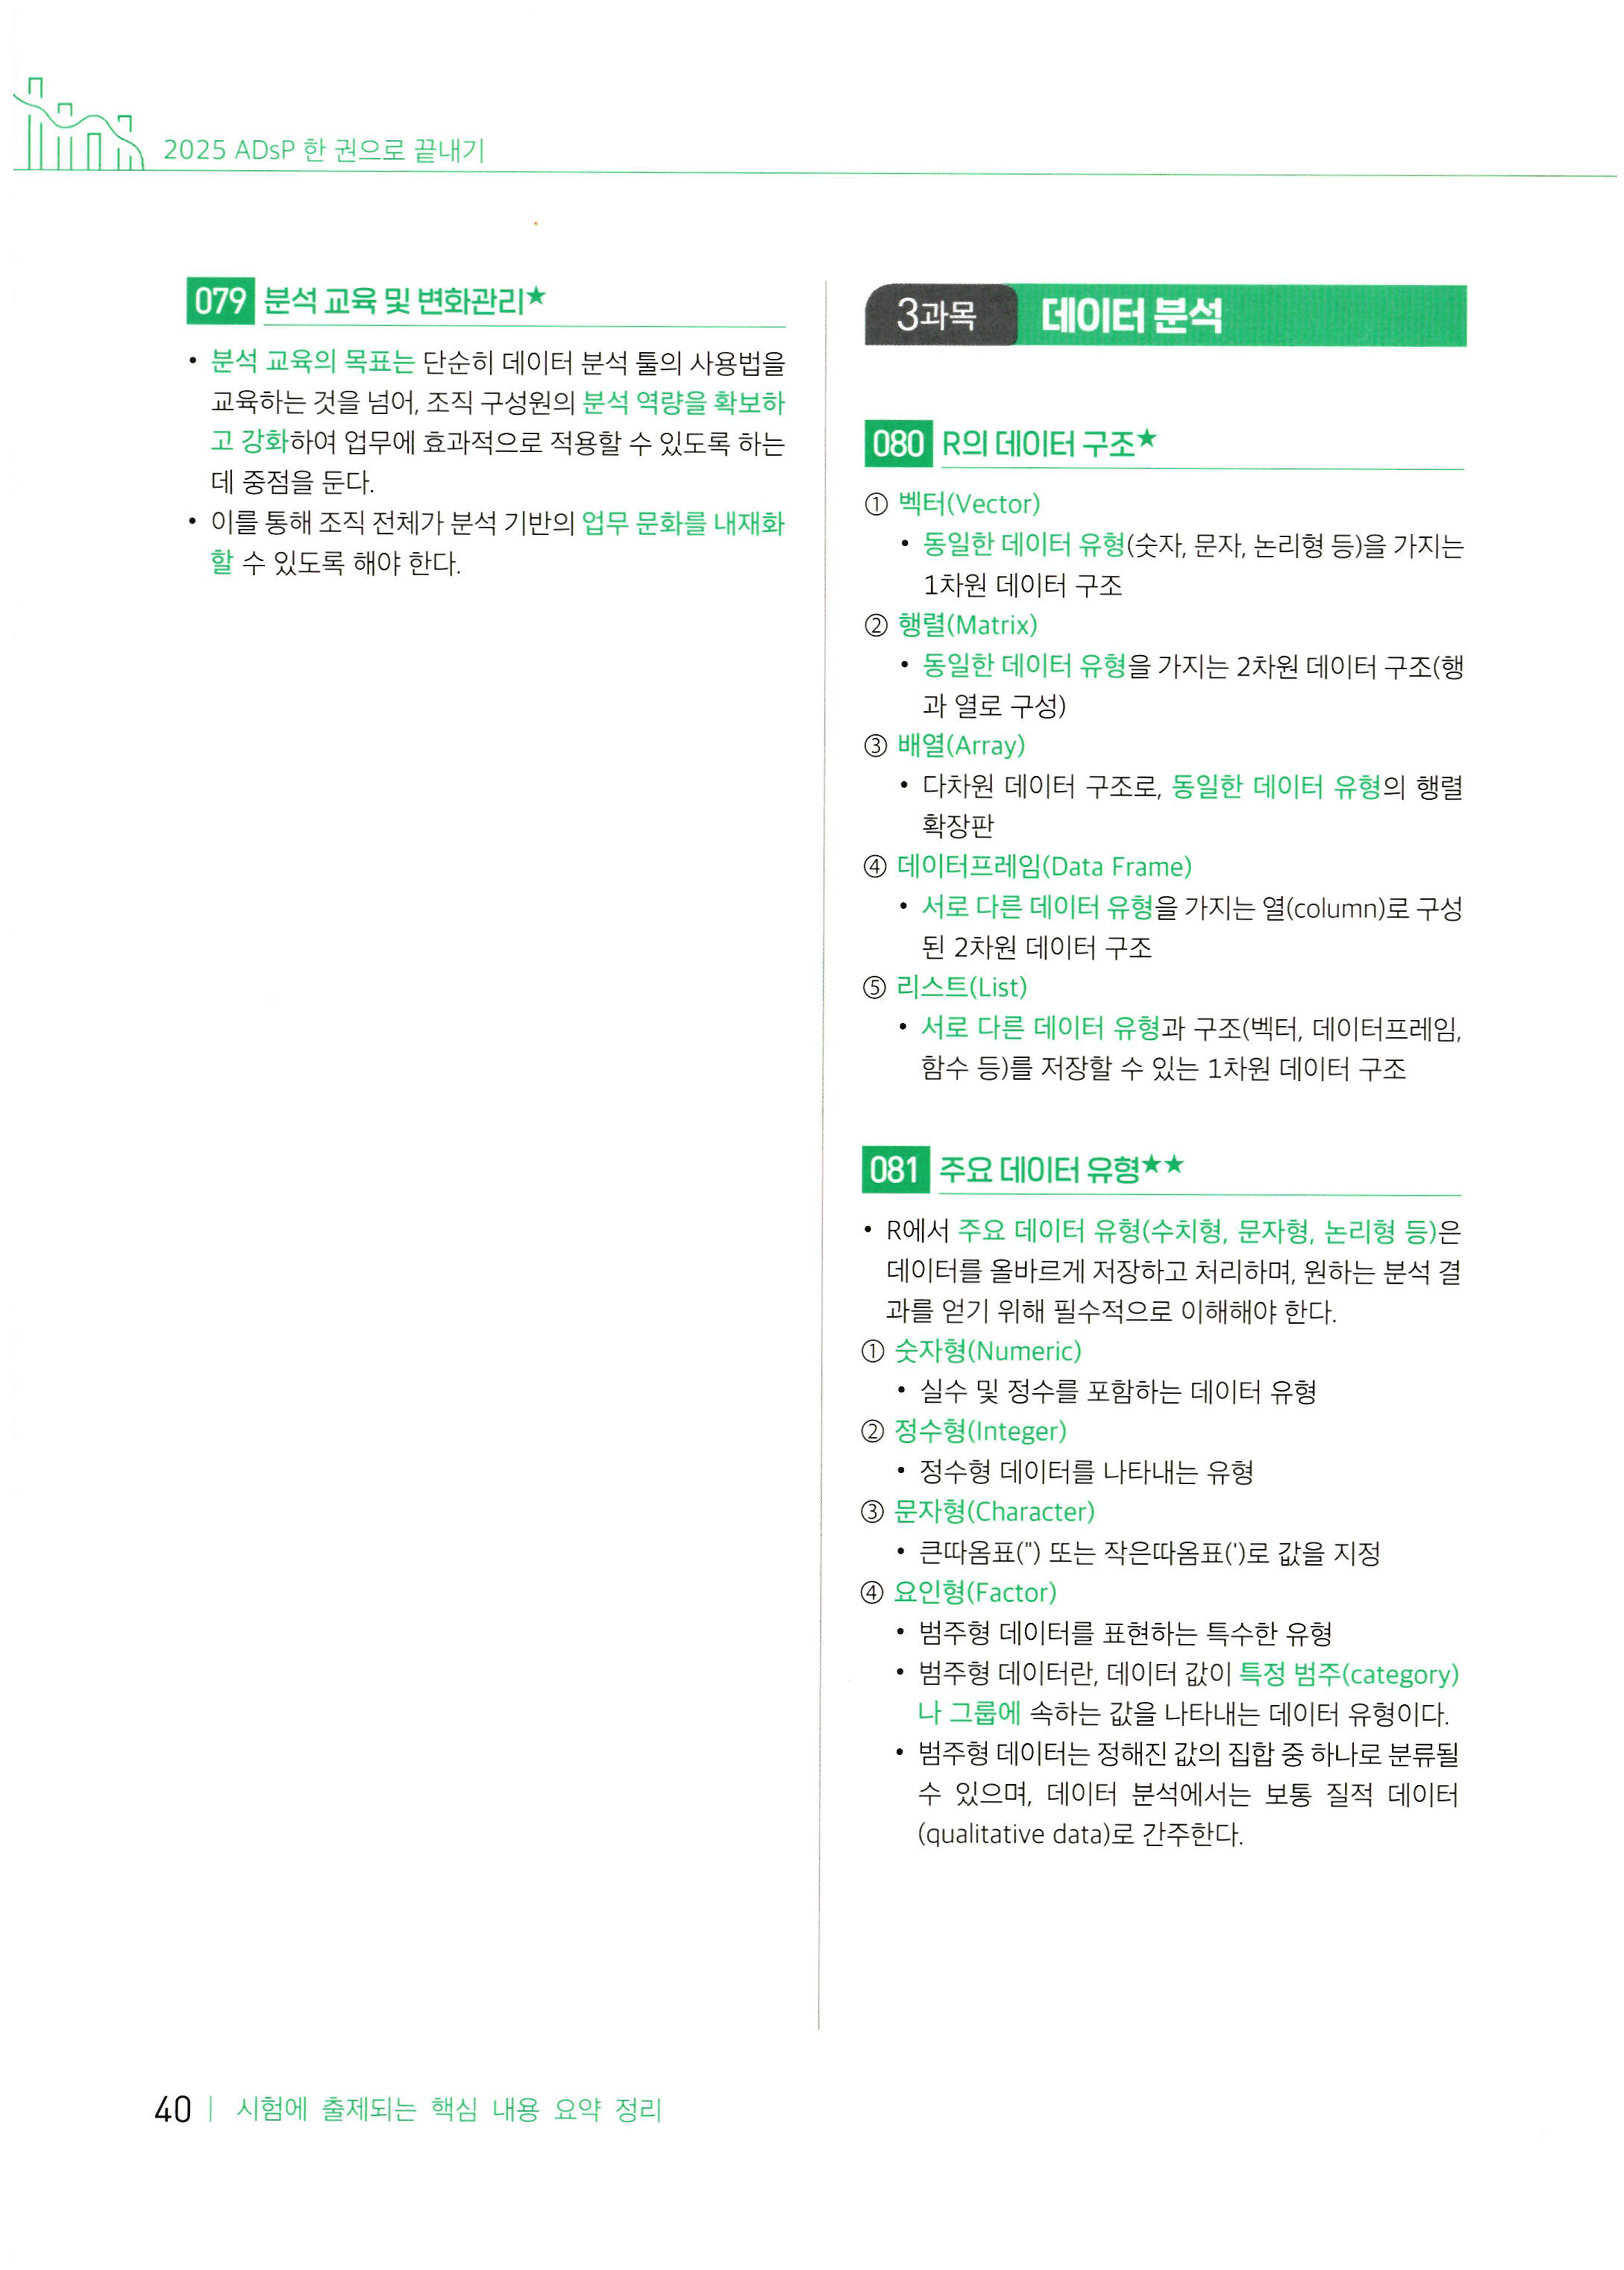 2025 ADsP 한 권으로 끝내기
079 분석 교육 및 변화관리★
• 분석 교육의 목표는 단순히 데이터 분석 툴의 사용법을
교육하는 것을 넘어, 조직 구성원의 분석 역량을 확보하
고 강화하여 업무에 효과적으로 적용할 수 있도록 하는
데 중점을 둔다.
• 이를 통해 조직 전체가 분석 기반의 업무 문화를 내재화
할 수 있도록 해야 한다.
3과목 데이터 분석
080 R의 데이터 구조★
① 벡터(Vector)
• 동일한 데이터 유형(숫자, 문자, 논리형 등)을 가지는
1차원 데이터 구조
② 행렬(Matrix)
• 동일한 데이터 유형을 가지는 2차원 데이터 구조(행
과 열로 구성)
③ 배열(Array)
• 다차원 데이터 구조로, 동일한 데이터 유형의 행렬
확장판
④ 데이터프레임(Data Frame)
• 서로 다른 데이터 유형을 가지는 열(column)로 구성
된 2차원 데이터 구조
⑤ 리스트(List)
• 서로 다른 데이터 유형과 구조(벡터, 데이터프레임,
함수 등)를 저장할 수 있는 1차원 데이터 구조
081 주요 데이터 유형★★
• R에서 주요 데이터 유형(수치형, 문자형, 논리형 등)은
데이터를 올바르게 저장하고 처리하며, 원하는 분석 결
과를 얻기 위해 필수적으로 이해해야 한다.
① 숫자형(Numeric)
• 실수 및 정수를 포함하는 데이터 유형
② 정수형(Integer)
• 정수형 데이터를 나타내는 유형
③ 문자형(Character)
• 큰따옴표(") 또는 작은따옴표(')로 값을 지정
④ 요인형(Factor)
• 범주형 데이터를 표현하는 특수한 유형
• 범주형 데이터란, 데이터 값이 특정 범주(category)
나 그룹에 속하는 값을 나타내는 데이터 유형이다.
• 범주형 데이터는 정해진 값의 집합 중 하나로 분류될
수 있으며, 데이터 분석에서는 보통 질적 데이터
(qualitative data)로 간주한다.
40 | 시험에 출제되는 핵심 내용 요약 정리